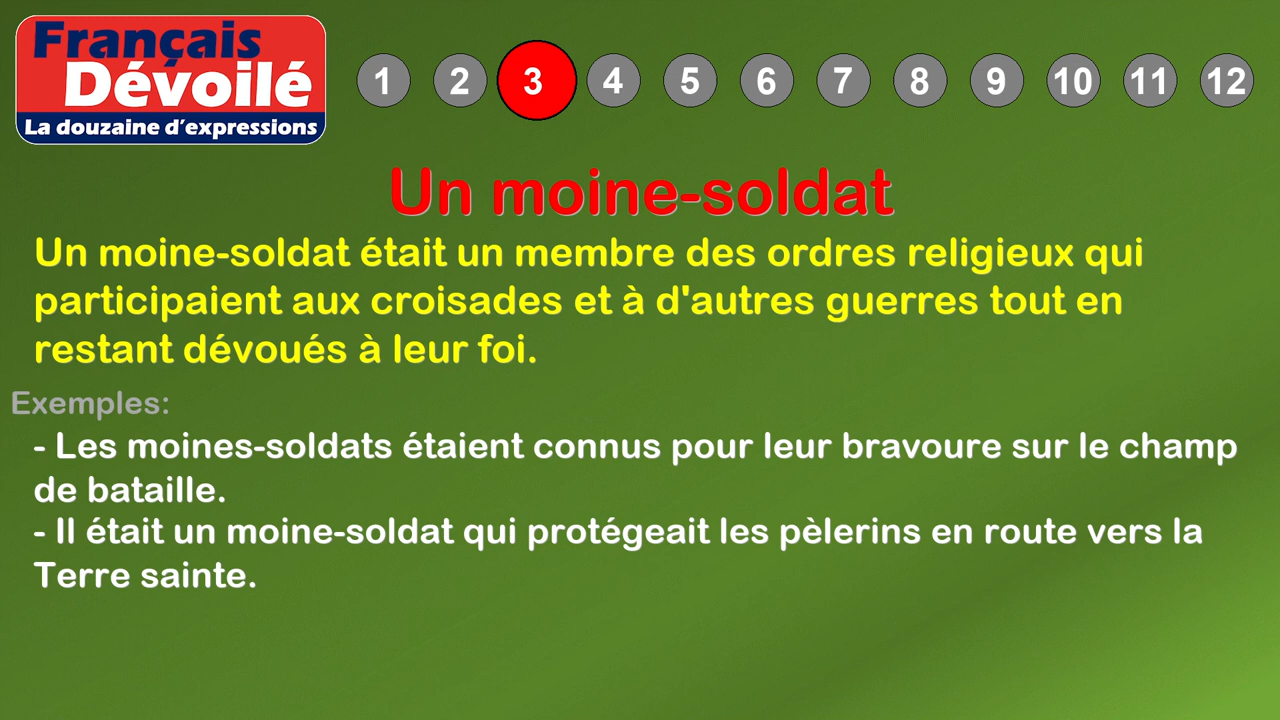 Français
Dévoilé
La douzaine d'expressions
1 2 3 4 5 6 7 8 9 10 11 12
Un moine-soldat
Un moine-soldat était un membre des ordres religieux qui
participaient aux croisades et à d'autres guerres tout en
restant dévoués à leur foi.
Exemples:
- Les moines-soldats étaient connus pour leur bravoure sur le champ
de bataille.
- Il était un moine-soldat qui protégeait les pèlerins en route vers la
Terre sainte.